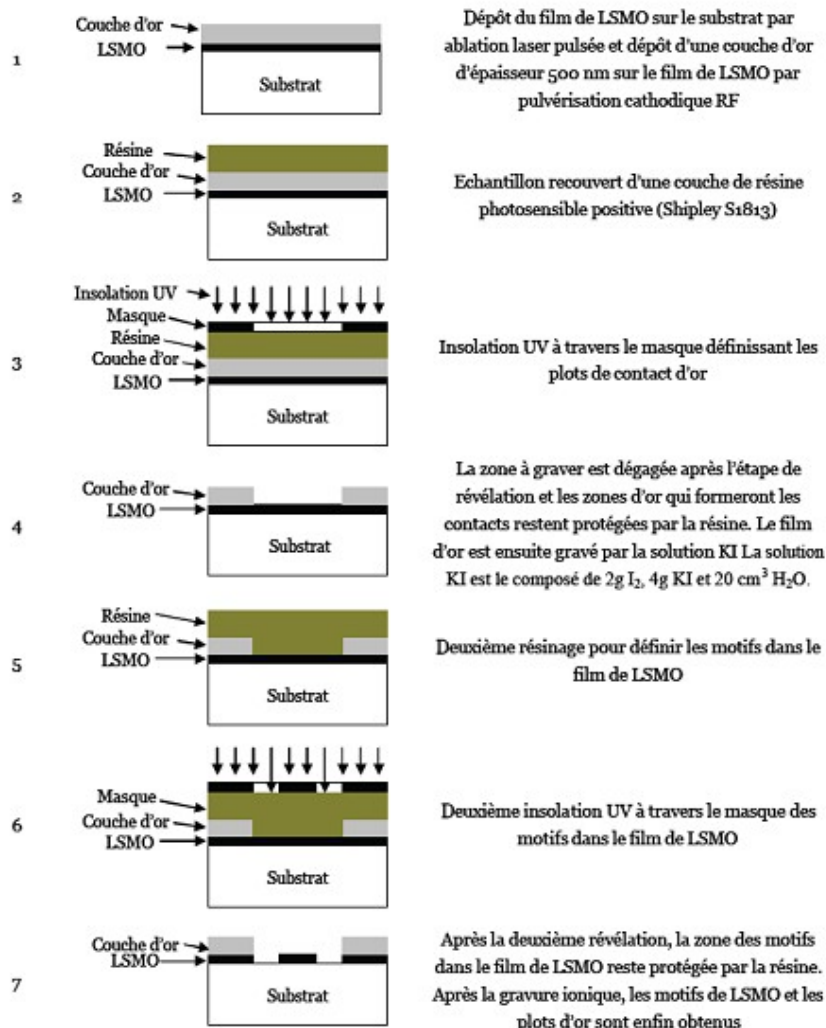 1
Couche d'or
LSMO
Substrat
Dépôt du film de LSMO sur le substrat par
ablation laser pulsée et dépôt d'une couche d'or
d'épaisseur 500 nm sur le film de LSMO par
pulvérisation cathodique RF
2
Résine
Couche d'or
LSMO
Substrat
Echantillon recouvert d'une couche de résine
photosensible positive (Shipley S1813)
3
Insolation UV
Masque
Résine
Couche d'or
LSMO
Substrat
Insolation UV à travers le masque définissant les
plots de contact d'or
4
Couche d'or
LSMO
Substrat
La zone à graver est dégagée après l'étape de
révélation et les zones d'or qui formeront les
contacts restent protégées par la résine. Le film
d'or est ensuite gravé par la solution KI La solution
KI est le composé de 2g I₂, 4g KI et 20 cm³ H₂O.
5
Résine
Couche d'or
LSMO
Substrat
Deuxième résinage pour définir les motifs dans le
film de LSMO
6
Masque
Couche d'or
LSMO
Substrat
Deuxième insolation UV à travers le masque des
motifs dans le film de LSMO
7
Couche d'or
LSMO
Substrat
Après la deuxième révélation, la zone des motifs
dans le film de LSMO reste protégée par la résine.
Après la gravure ionique, les motifs de LSMO et les
plots d'or sont enfin obtenus